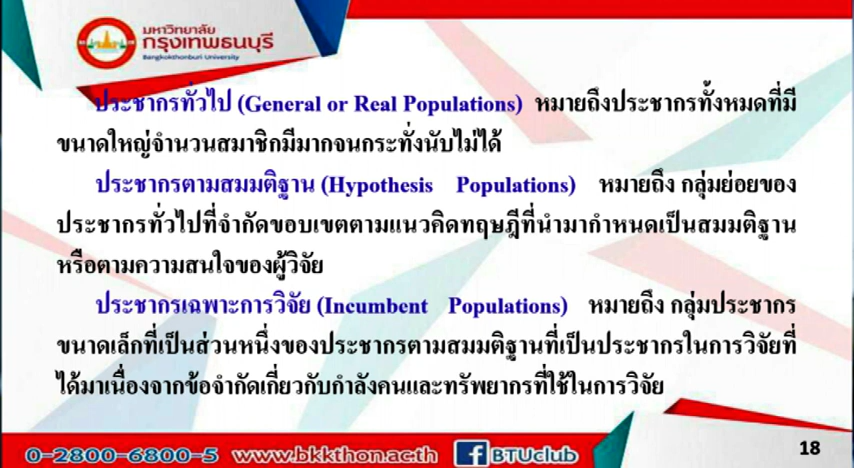 มหาวิทยาลัย
กรุงเทพธนบุรี
Bangkokthonburi University
ประชากรทั่วไป (General or Real Populations) หมายถึงประชากรทั้งหมดที่มี
ขนาดใหญ่จำนวนสมาชิกมีมากจนกระทั่งนับไม่ได้
ประชากรตามสมมติฐาน (Hypothesis Populations) หมายถึง กลุ่มย่อยของ
ประชากรทั่วไปที่จำกัดขอบเขตตามแนวคิดทฤษฎีที่นำมากำหนดเป็นสมมติฐาน
หรือตามความสนใจของผู้วิจัย
ประชากรเฉพาะการวิจัย (Incumbent Populations) หมายถึง กลุ่มประชากร
ขนาดเล็กที่เป็นส่วนหนึ่งของประชากรตามสมมติฐานที่เป็นประชากรในการวิจัยที่
ได้มาเนื่องจากข้อจำกัดเกี่ยวกับกำลังคนและทรัพยากรที่ใช้ในการวิจัย
0-2800-6800-5 www.bkkthon.ac.th f BTUclub
18